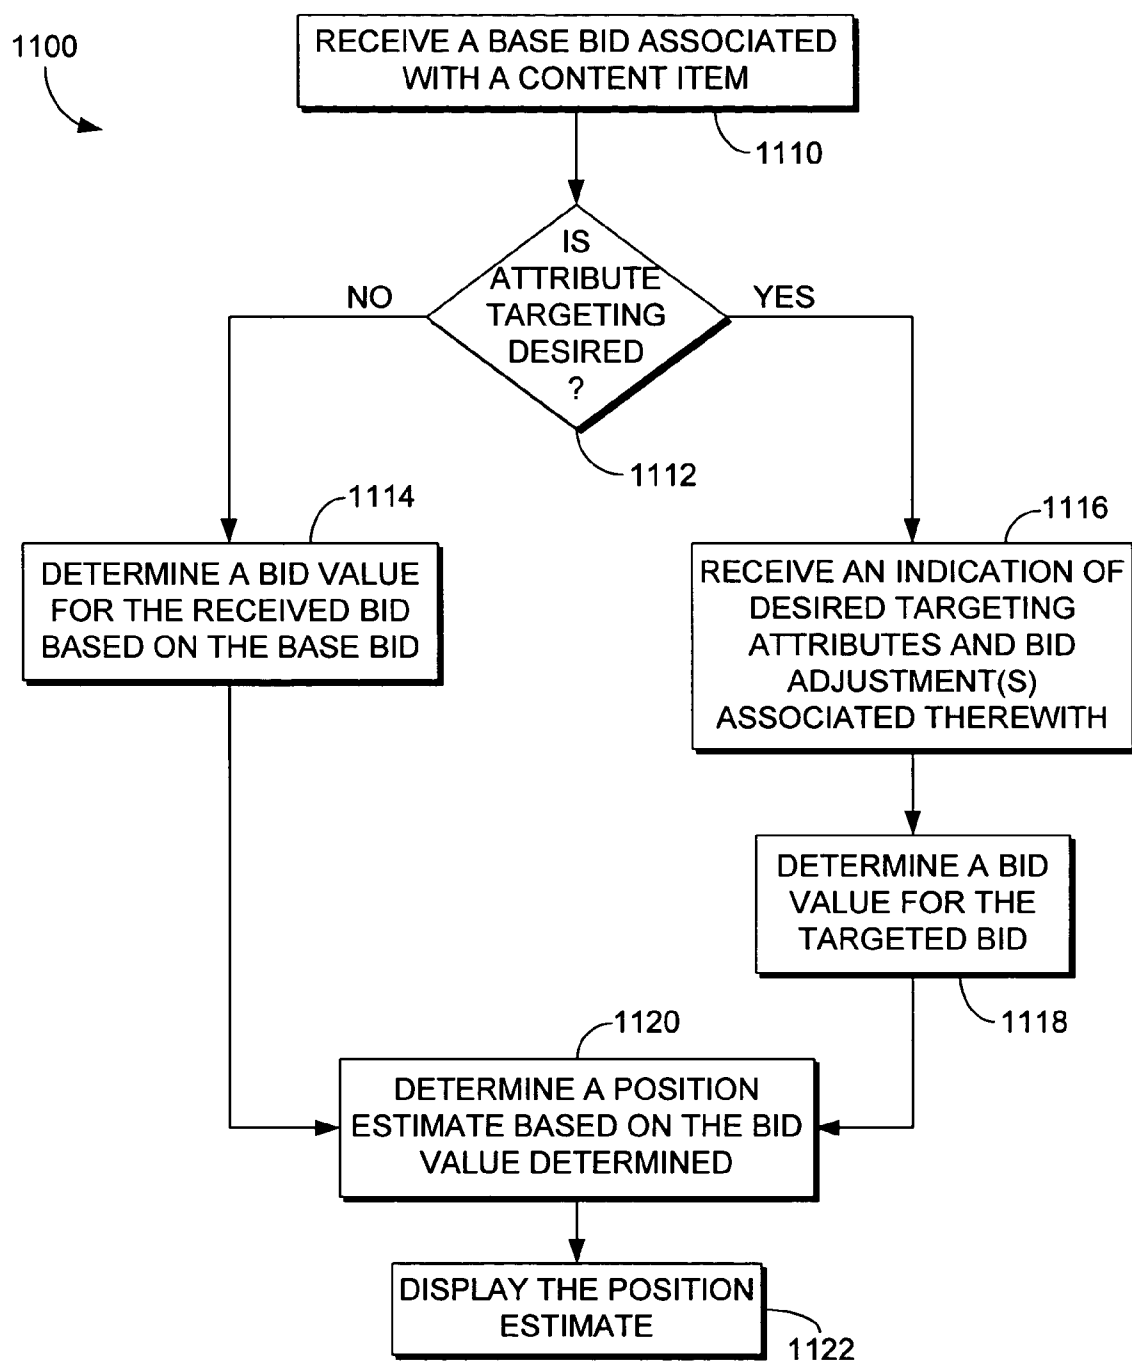 1100
RECEIVE A BASE BID ASSOCIATED
WITH A CONTENT ITEM
1110
IS
ATTRIBUTE
TARGETING
DESIRED
?
NO
YES
1112
1114
DETERMINE A BID VALUE
FOR THE RECEIVED BID
BASED ON THE BASE BID
1116
RECEIVE AN INDICATION OF
DESIRED TARGETING
ATTRIBUTES AND BID
ADJUSTMENT(S)
ASSOCIATED THEREWITH
DETERMINE A BID
VALUE FOR THE
TARGETED BID
1118
1120
DETERMINE A POSITION
ESTIMATE BASED ON THE BID
VALUE DETERMINED
DISPLAY THE POSITION
ESTIMATE
1122